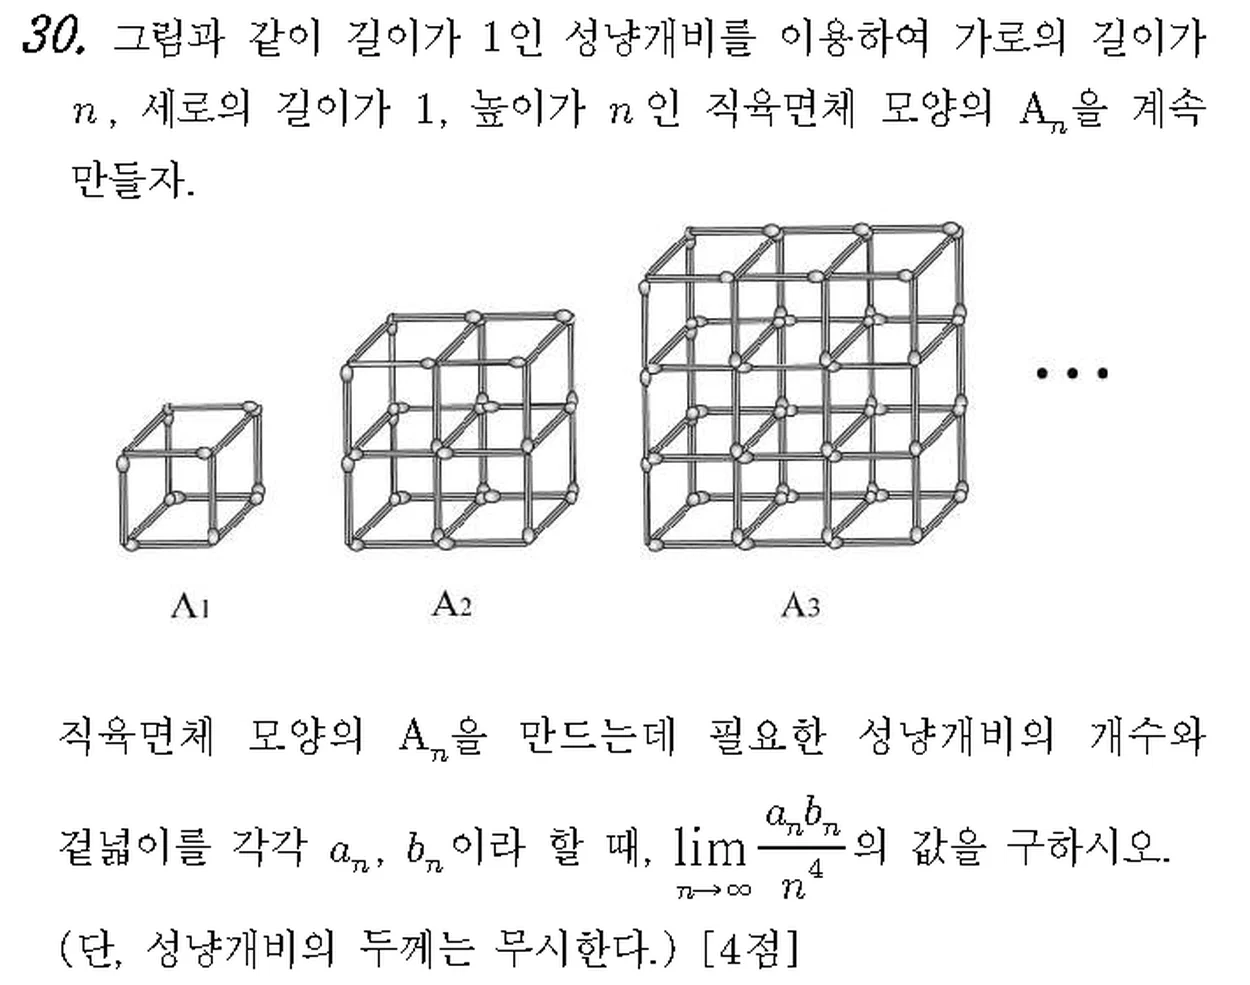 30. 그림과 같이 길이가 1인 성냥개비를 이용하여 가로의 길이가
n, 세로의 길이가 1, 높이가 n인 직육면체 모양의 Aₙ을 계속
만들자.
A1 A2 A3
• • •
직육면체 모양의 Aₙ을 만드는데 필요한 성냥개비의 개수와
겉넓이를 각각 aₙ, bₙ이라 할 때, lim n→∞ aₙbₙ/n⁴ 의 값을 구하시오.
(단, 성냥개비의 두께는 무시한다.) [4점]